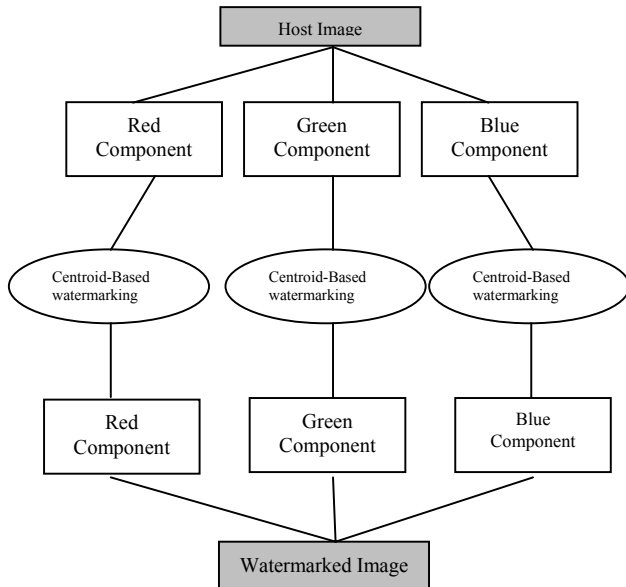 Host Image
Red
Component
Green
Component
Blue
Component
Centroid-Based
watermarking
Centroid-Based
watermarking
Centroid-Based
watermarking
Red
Component
Green
Component
Blue
Component
Watermarked Image